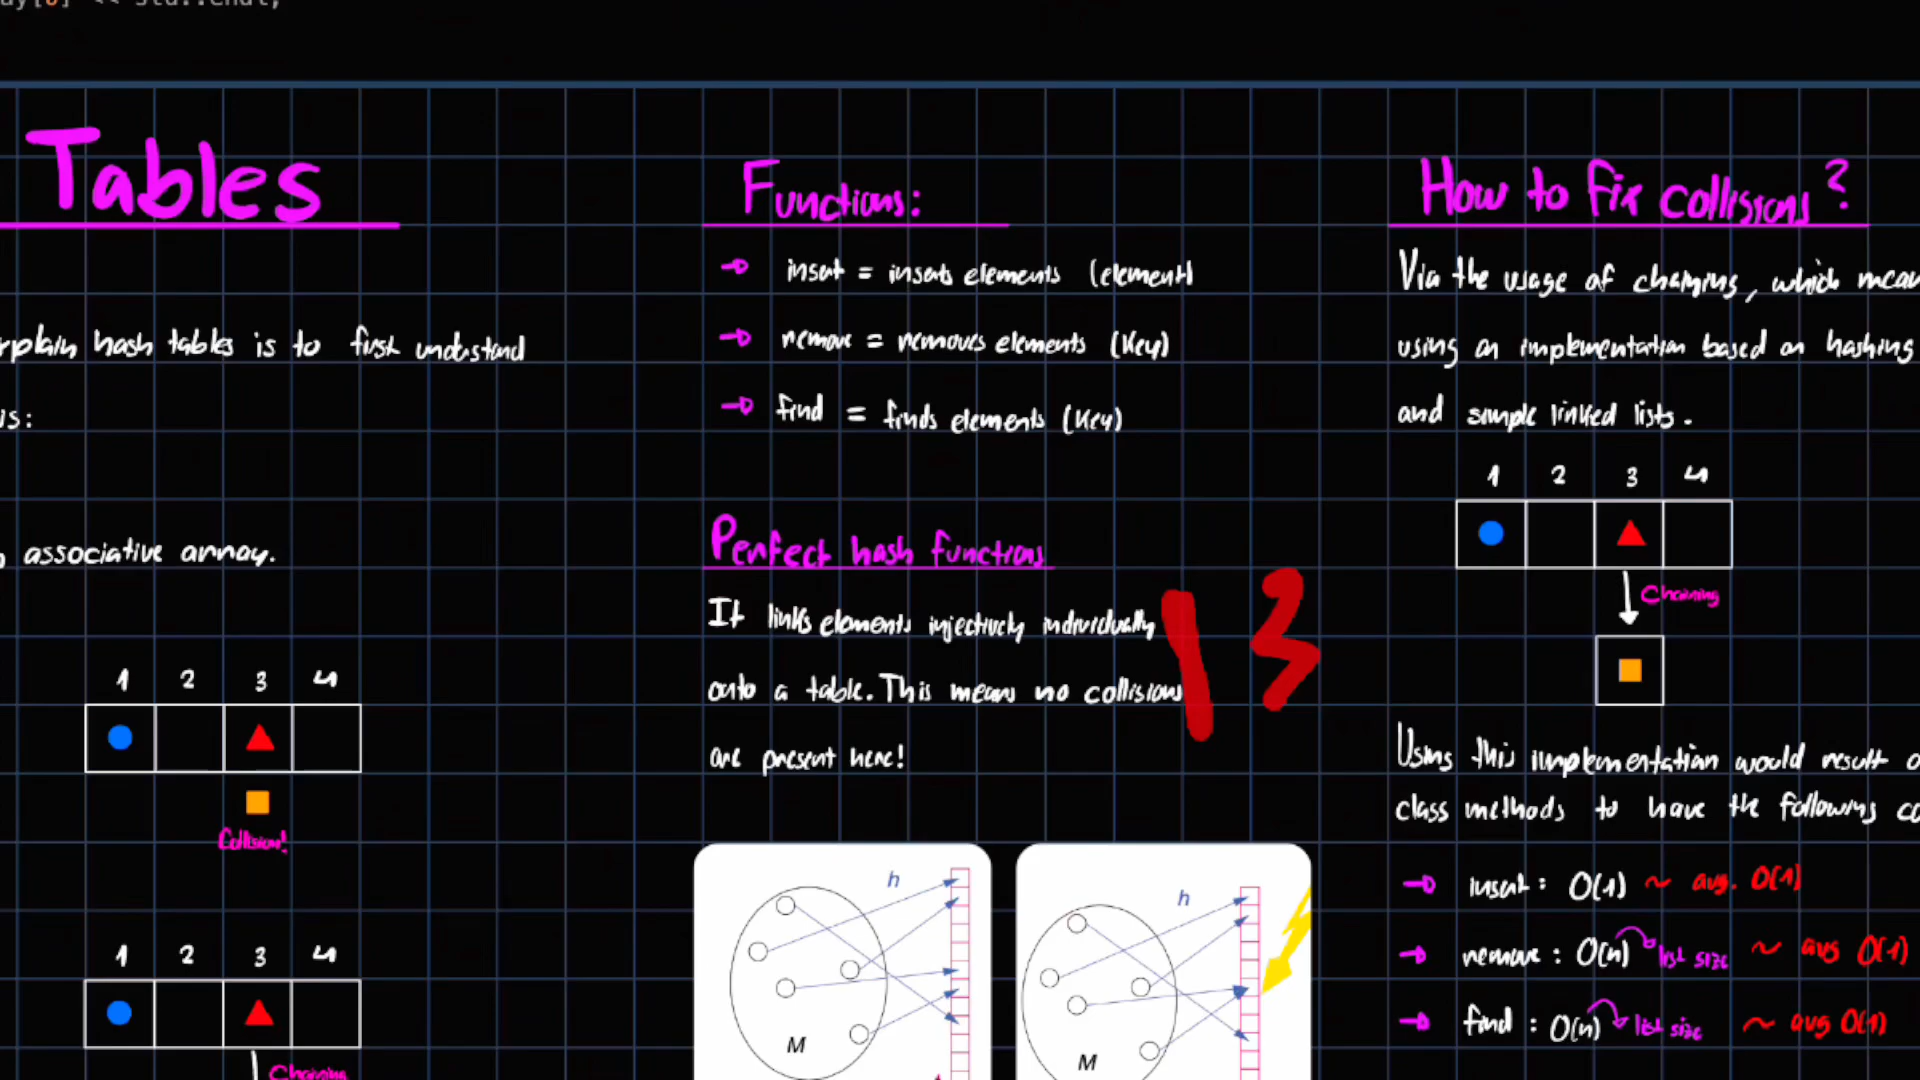 << std::endl;
Tables
explain hash tables is to first understand
is:
associative array.
1 2 3 4
Collision!
1 2 3 4
Chaining
Functions:
insert = inserts elements (element)
remove = removes elements (Key)
find = finds elements (Key)
Perfect hash functions
It links elements injectively individually
onto a table. This means no collisions
are present here!
13
h
M
h
M
How to fix collisions?
Via the usage of chaining, which mean
using an implementation based on hashing
and simple linked lists.
1 2 3 4
Chaining
Using this implementation would result
class methods to have the following
insert: O(1) ~ avg. O(1)
remove: O(n) list size ~ avg O(1)
find: O(n) list size ~ avg O(1)